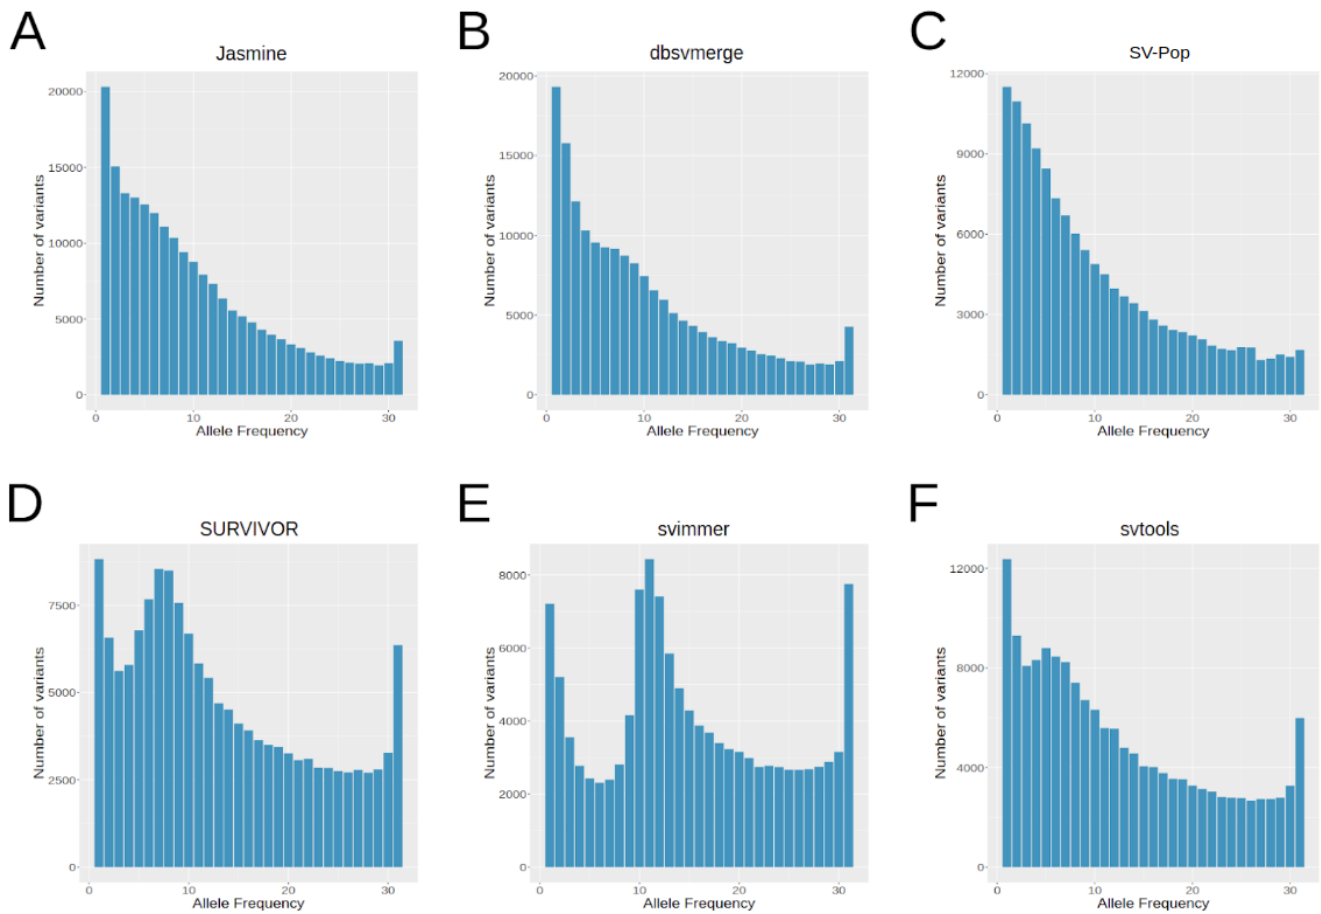 A
Jasmine
Number of variants
20000
15000
10000
5000
0
0 10 20 30
Allele Frequency
B
dbsvmerge
Number of variants
20000
15000
10000
5000
0
0 10 20 30
Allele Frequency
C
SV-Pop
Number of variants
12000
9000
6000
3000
0
0 10 20 30
Allele Frequency
D
SURVIVOR
Number of variants
7500
5000
2500
0
0 10 20 30
Allele Frequency
E
svimmer
Number of variants
8000
6000
4000
2000
0
0 10 20 30
Allele Frequency
F
svtools
Number of variants
12000
8000
4000
0
0 10 20 30
Allele Frequency